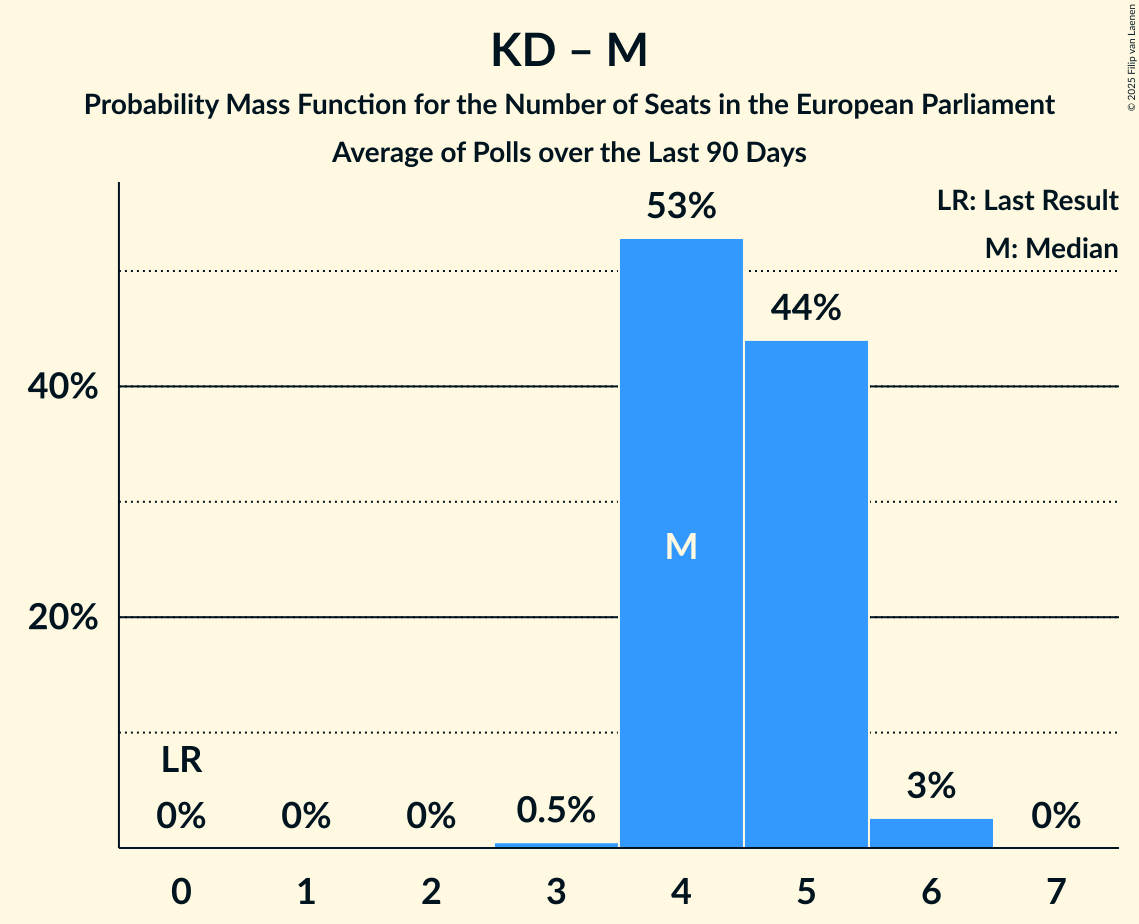 KD – M
Probability Mass Function for the Number of Seats in the European Parliament
Average of Polls over the Last 90 Days
© 2025 Filip van Laenen
LR: Last Result
M: Median
53%
44%
40%
M
20%
LR
0%
0%
0%
0.5%
3%
0%
0
1
2
3
4
5
6
7